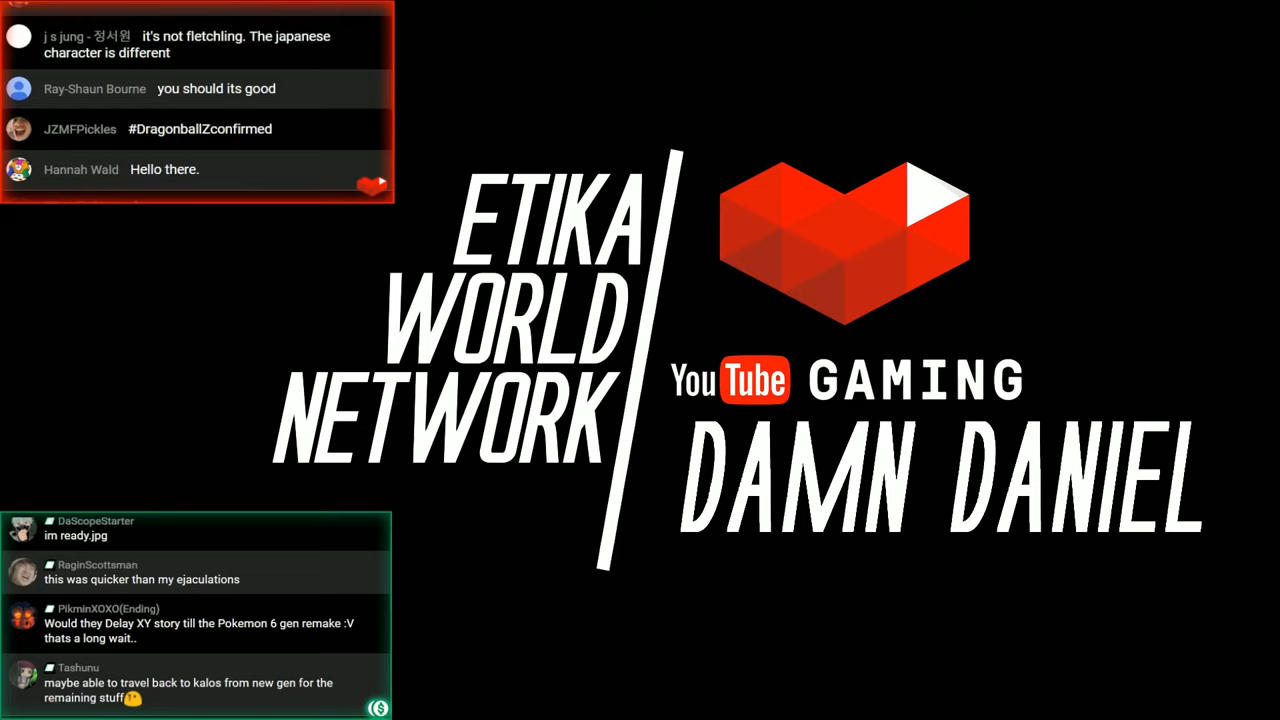 j s jung - 정서원 it's not fletchling. The japanese
character is different
Ray-Shaun Bourne you should its good
JZMFPickles #DragonballZconfirmed
Hannah Wald Hello there.
ETIKA
WORLD
NETWORK
YouTube GAMING
DAMN DANIEL
DaScopeStarter
im ready.jpg
RaginScottsman
this was quicker than my ejaculations
PikminXOXO(Ending)
Would they Delay XY story till the Pokemon 6 gen remake :V
thats a long wait..
Tashunu
maybe able to travel back to kalos from new gen for the
remaining stuff